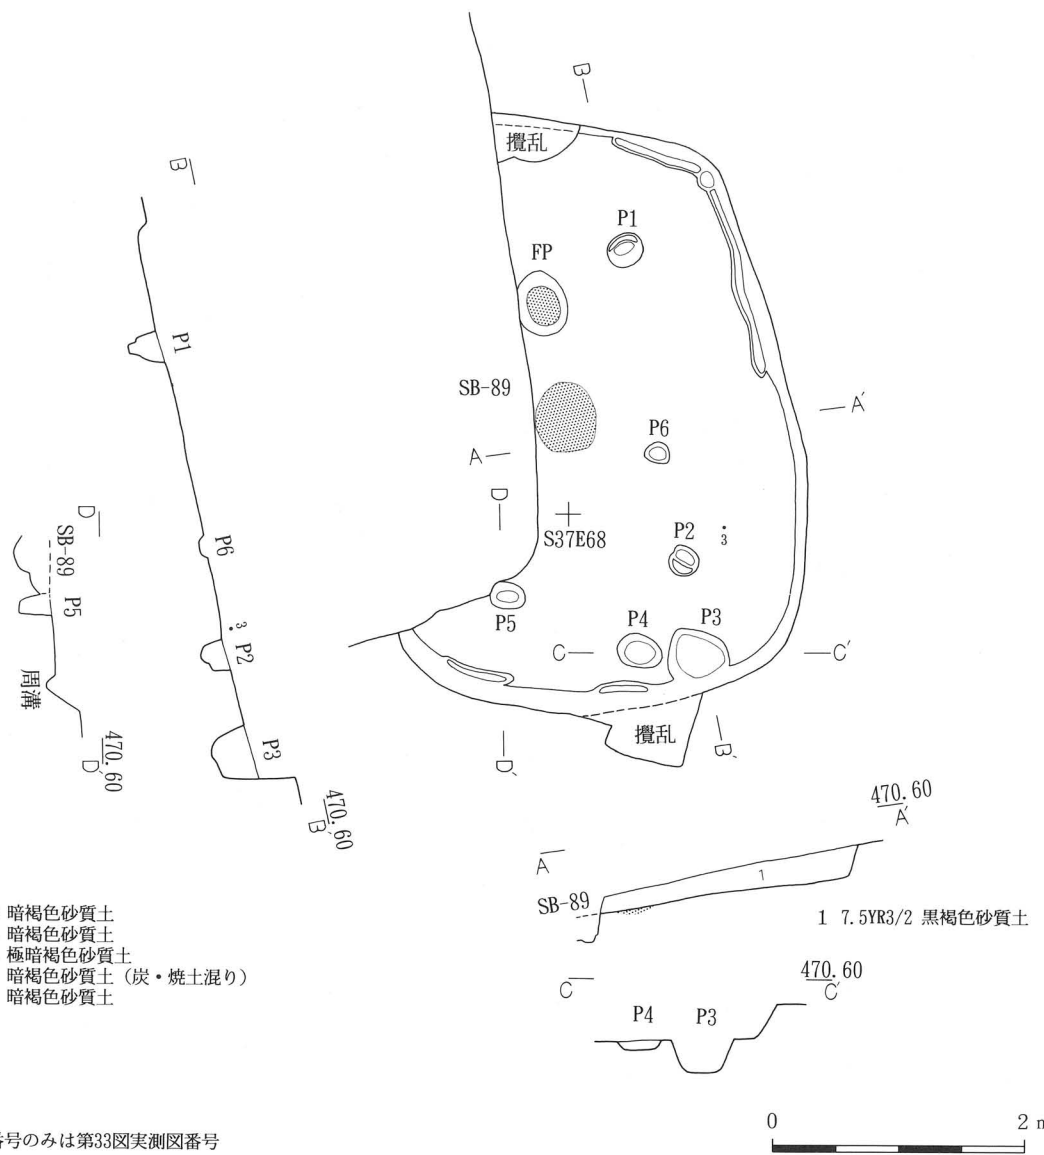 B
攪乱
B
P1
FP
P1
SB-89
A′
P6
A
D
D
P6
P2
3
SB-89
S37E68
3
P5
P5
P2
P4
P3
C
C′
周溝
攪乱
P3
D′
B′
470.60
D′
470.60
B′
470.60
A′
A
1
SB-89
暗褐色砂質土
1 7.5YR3/2 黒褐色砂質土
暗褐色砂質土
極暗褐色砂質土
暗褐色砂質土（炭・焼土混り）
暗褐色砂質土
470.60
C
C′
P4
P3
0
2 m
番号のみは第33図実測図番号